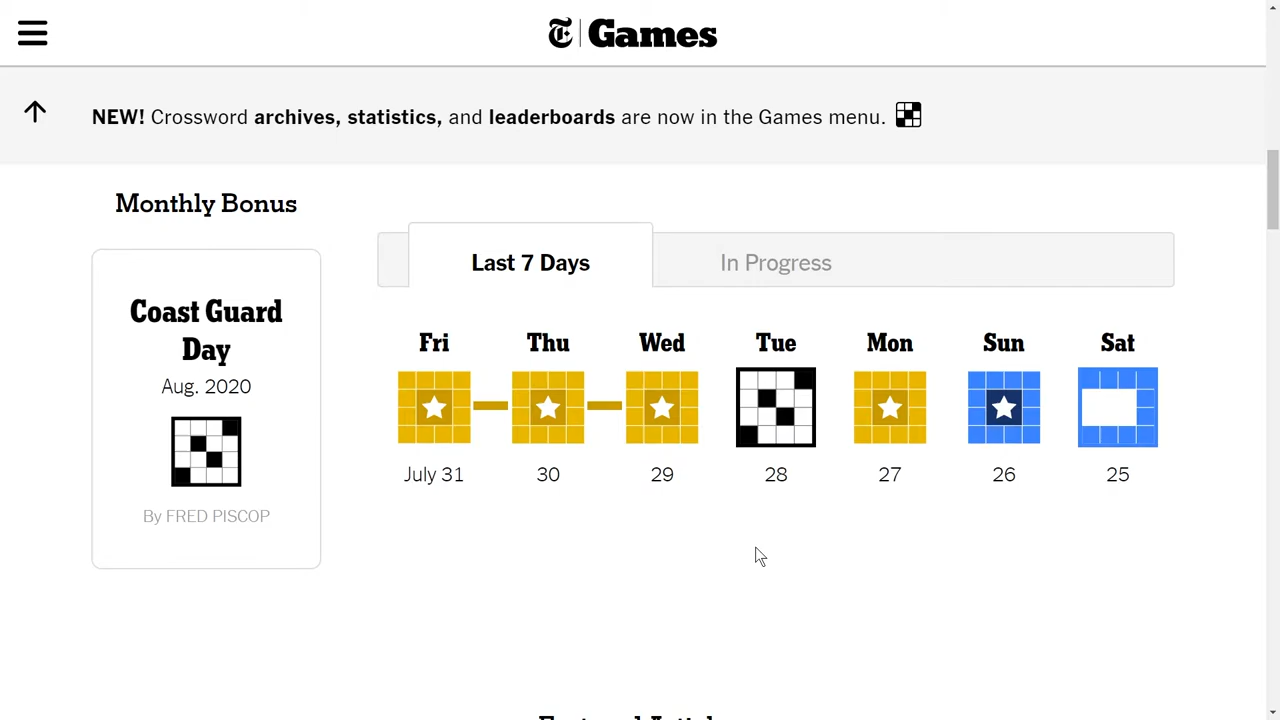 T Games
NEW! Crossword archives, statistics, and leaderboards are now in the Games menu.
Monthly Bonus
Coast Guard
Day
Aug. 2020
By FRED PISCOP
Last 7 Days In Progress
Fri Thu Wed Tue Mon Sun Sat
July 31 30 29 28 27 26 25